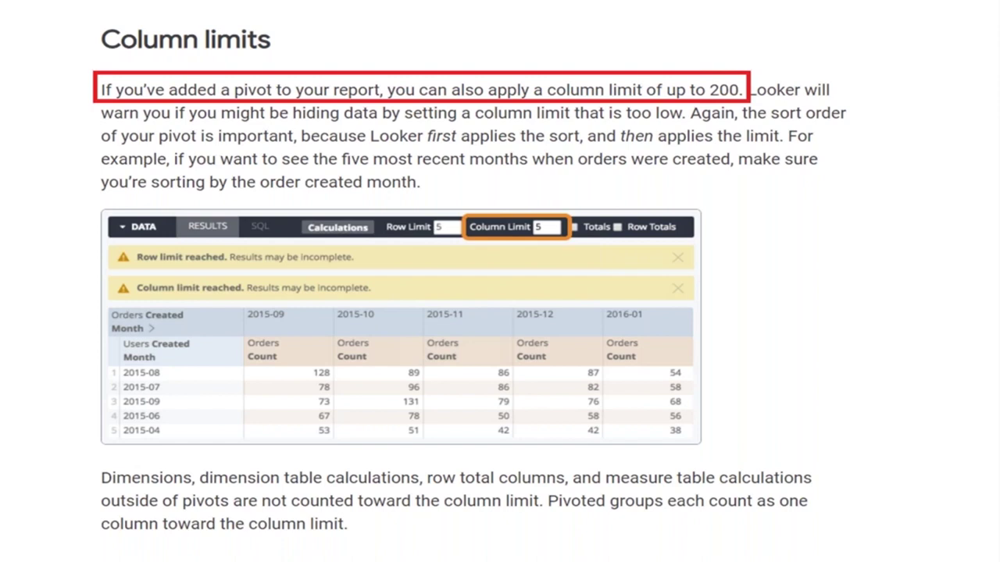 Column limits
If you've added a pivot to your report, you can also apply a column limit of up to 200. Looker will
warn you if you might be hiding data by setting a column limit that is too low. Again, the sort order
of your pivot is important, because Looker first applies the sort, and then applies the limit. For
example, if you want to see the five most recent months when orders were created, make sure
you're sorting by the order created month.
DATA RESULTS SQL Calculations Row Limit 5 Column Limit 5 Totals Row Totals
Row limit reached. Results may be incomplete.
Column limit reached. Results may be incomplete.
Orders Created 2015-09 2015-10 2015-11 2015-12 2016-01
Month >
Users Created Orders Orders Orders Orders Orders
Month Count Count Count Count Count
1 2015-08 128 89 86 87 54
2 2015-07 78 96 86 82 58
3 2015-09 73 131 79 76 68
4 2015-06 67 78 50 58 56
5 2015-04 53 51 42 42 38
Dimensions, dimension table calculations, row total columns, and measure table calculations
outside of pivots are not counted toward the column limit. Pivoted groups each count as one
column toward the column limit.